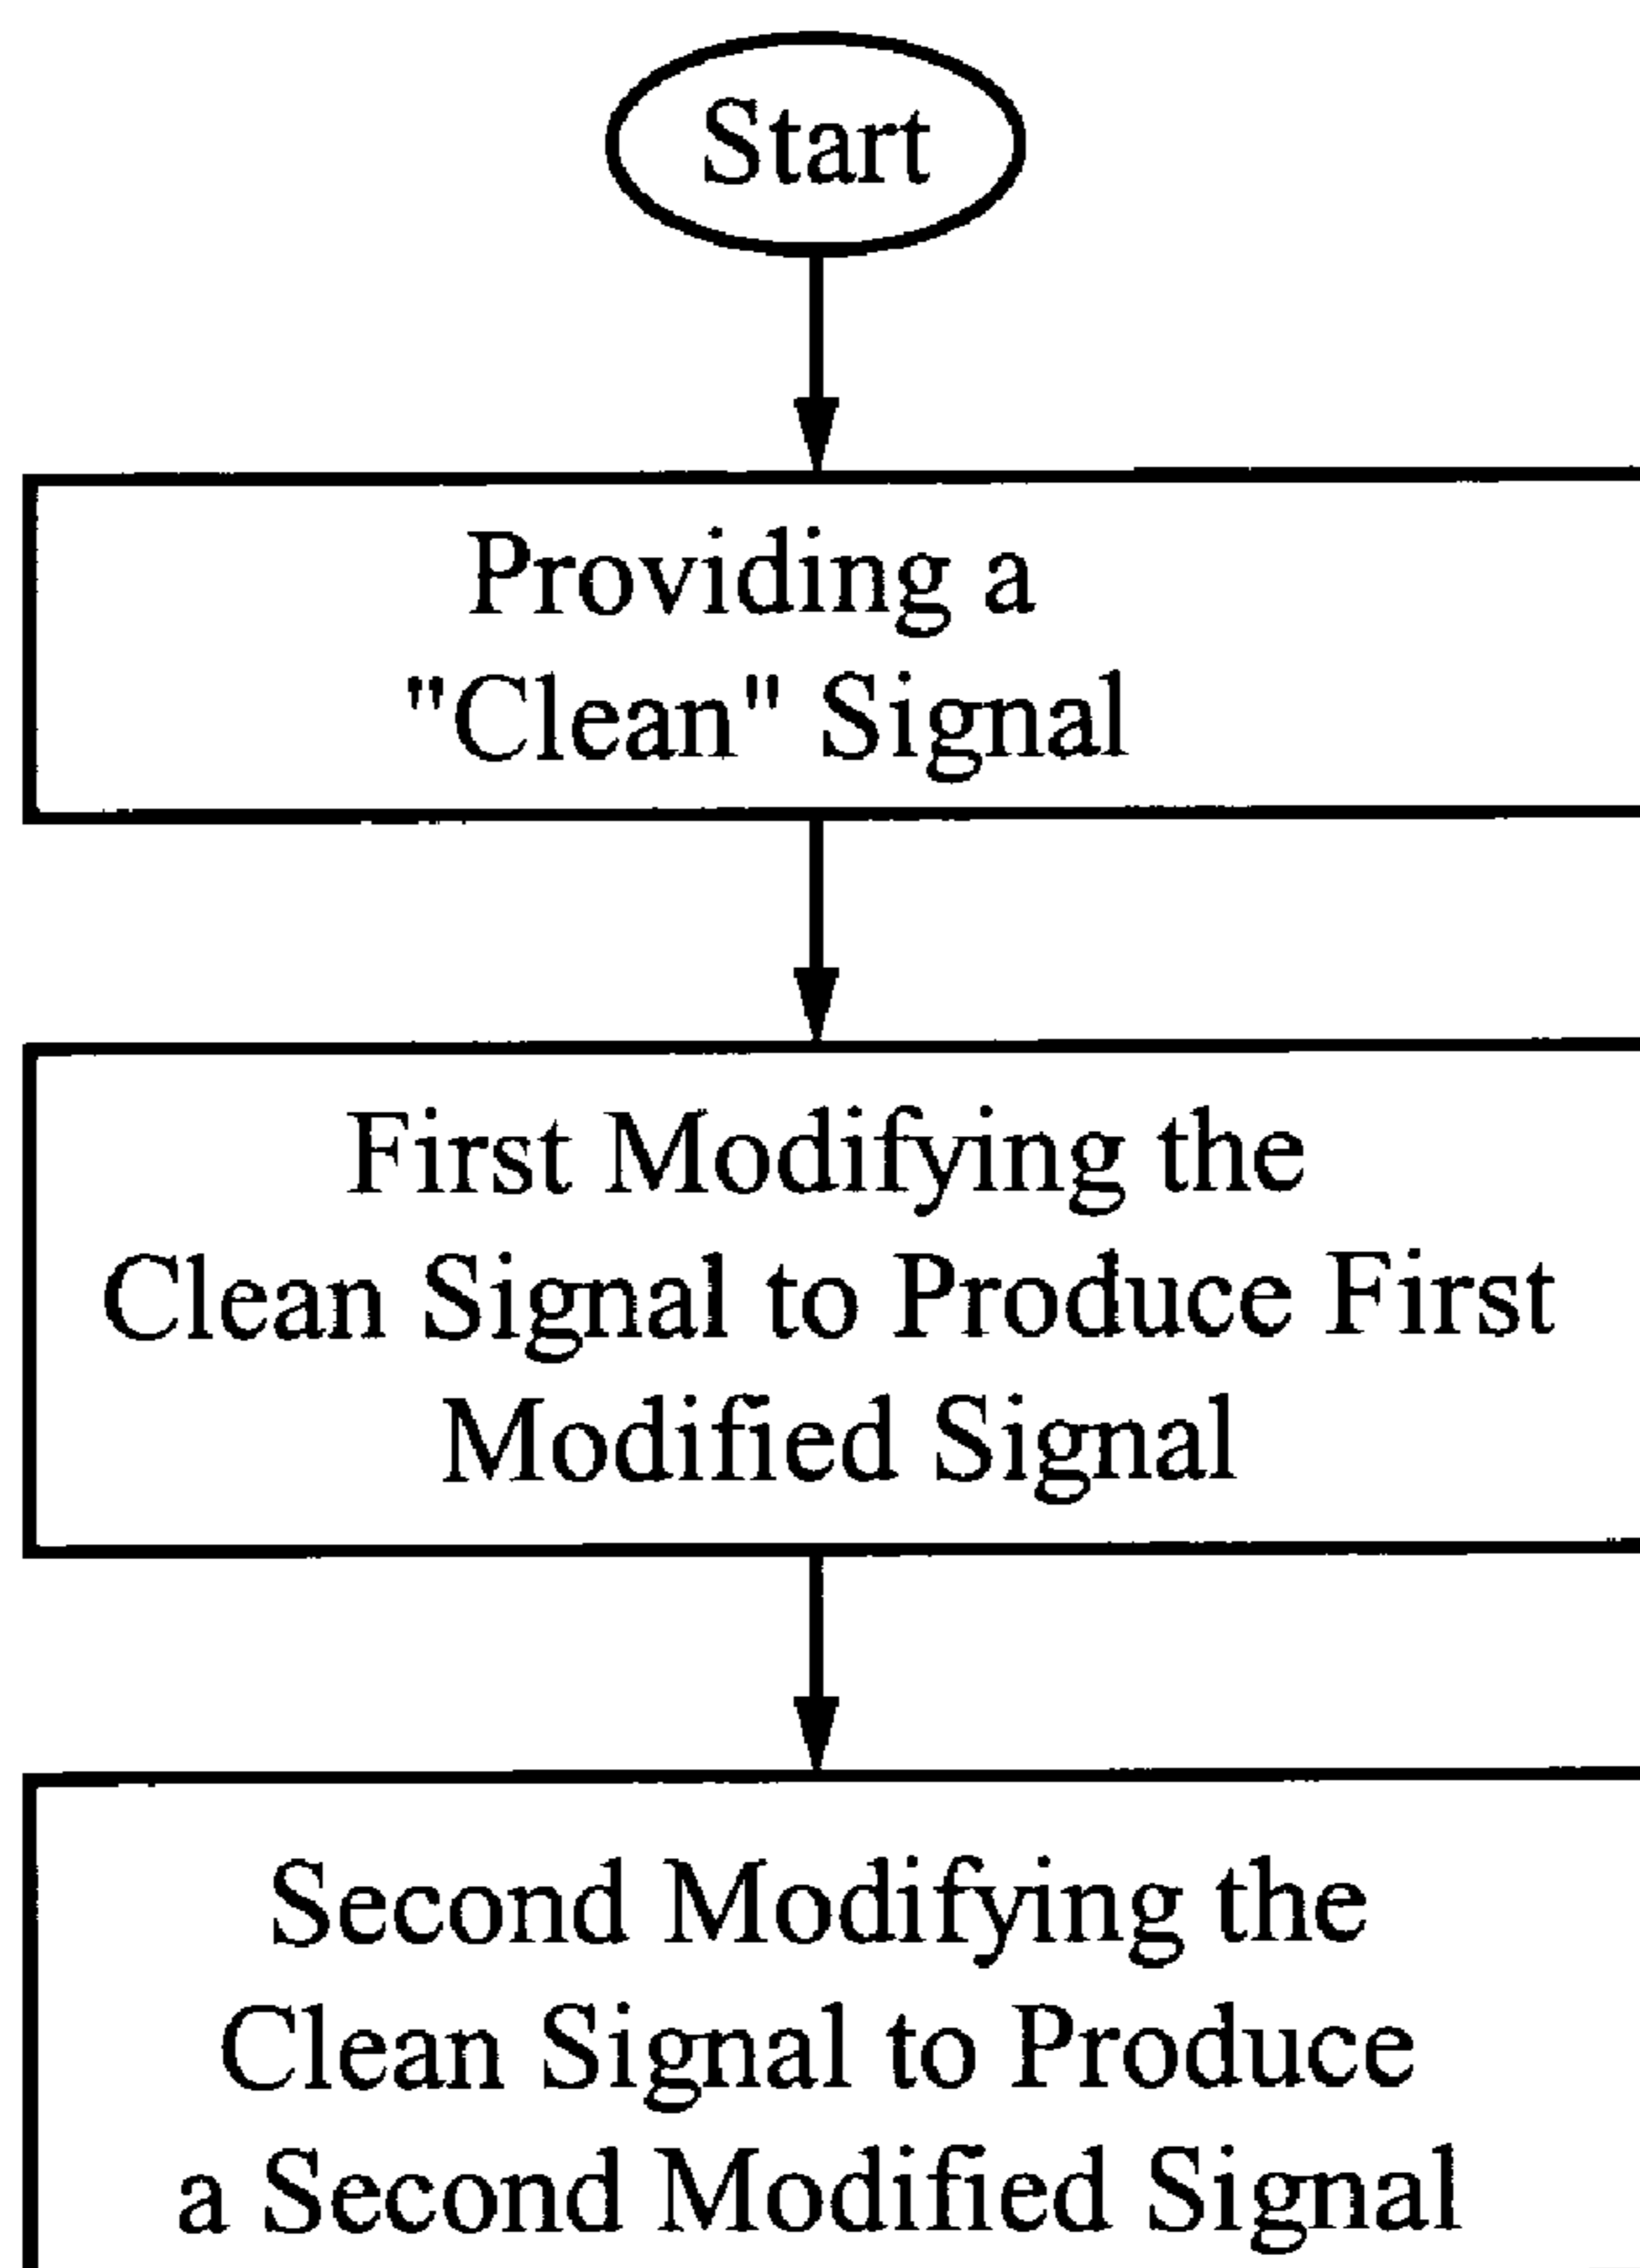 Start
Providing a
"Clean" Signal
First Modifying the
Clean Signal to Produce First
Modified Signal
Second Modifying the
Clean Signal to Produce
a Second Modified Signal